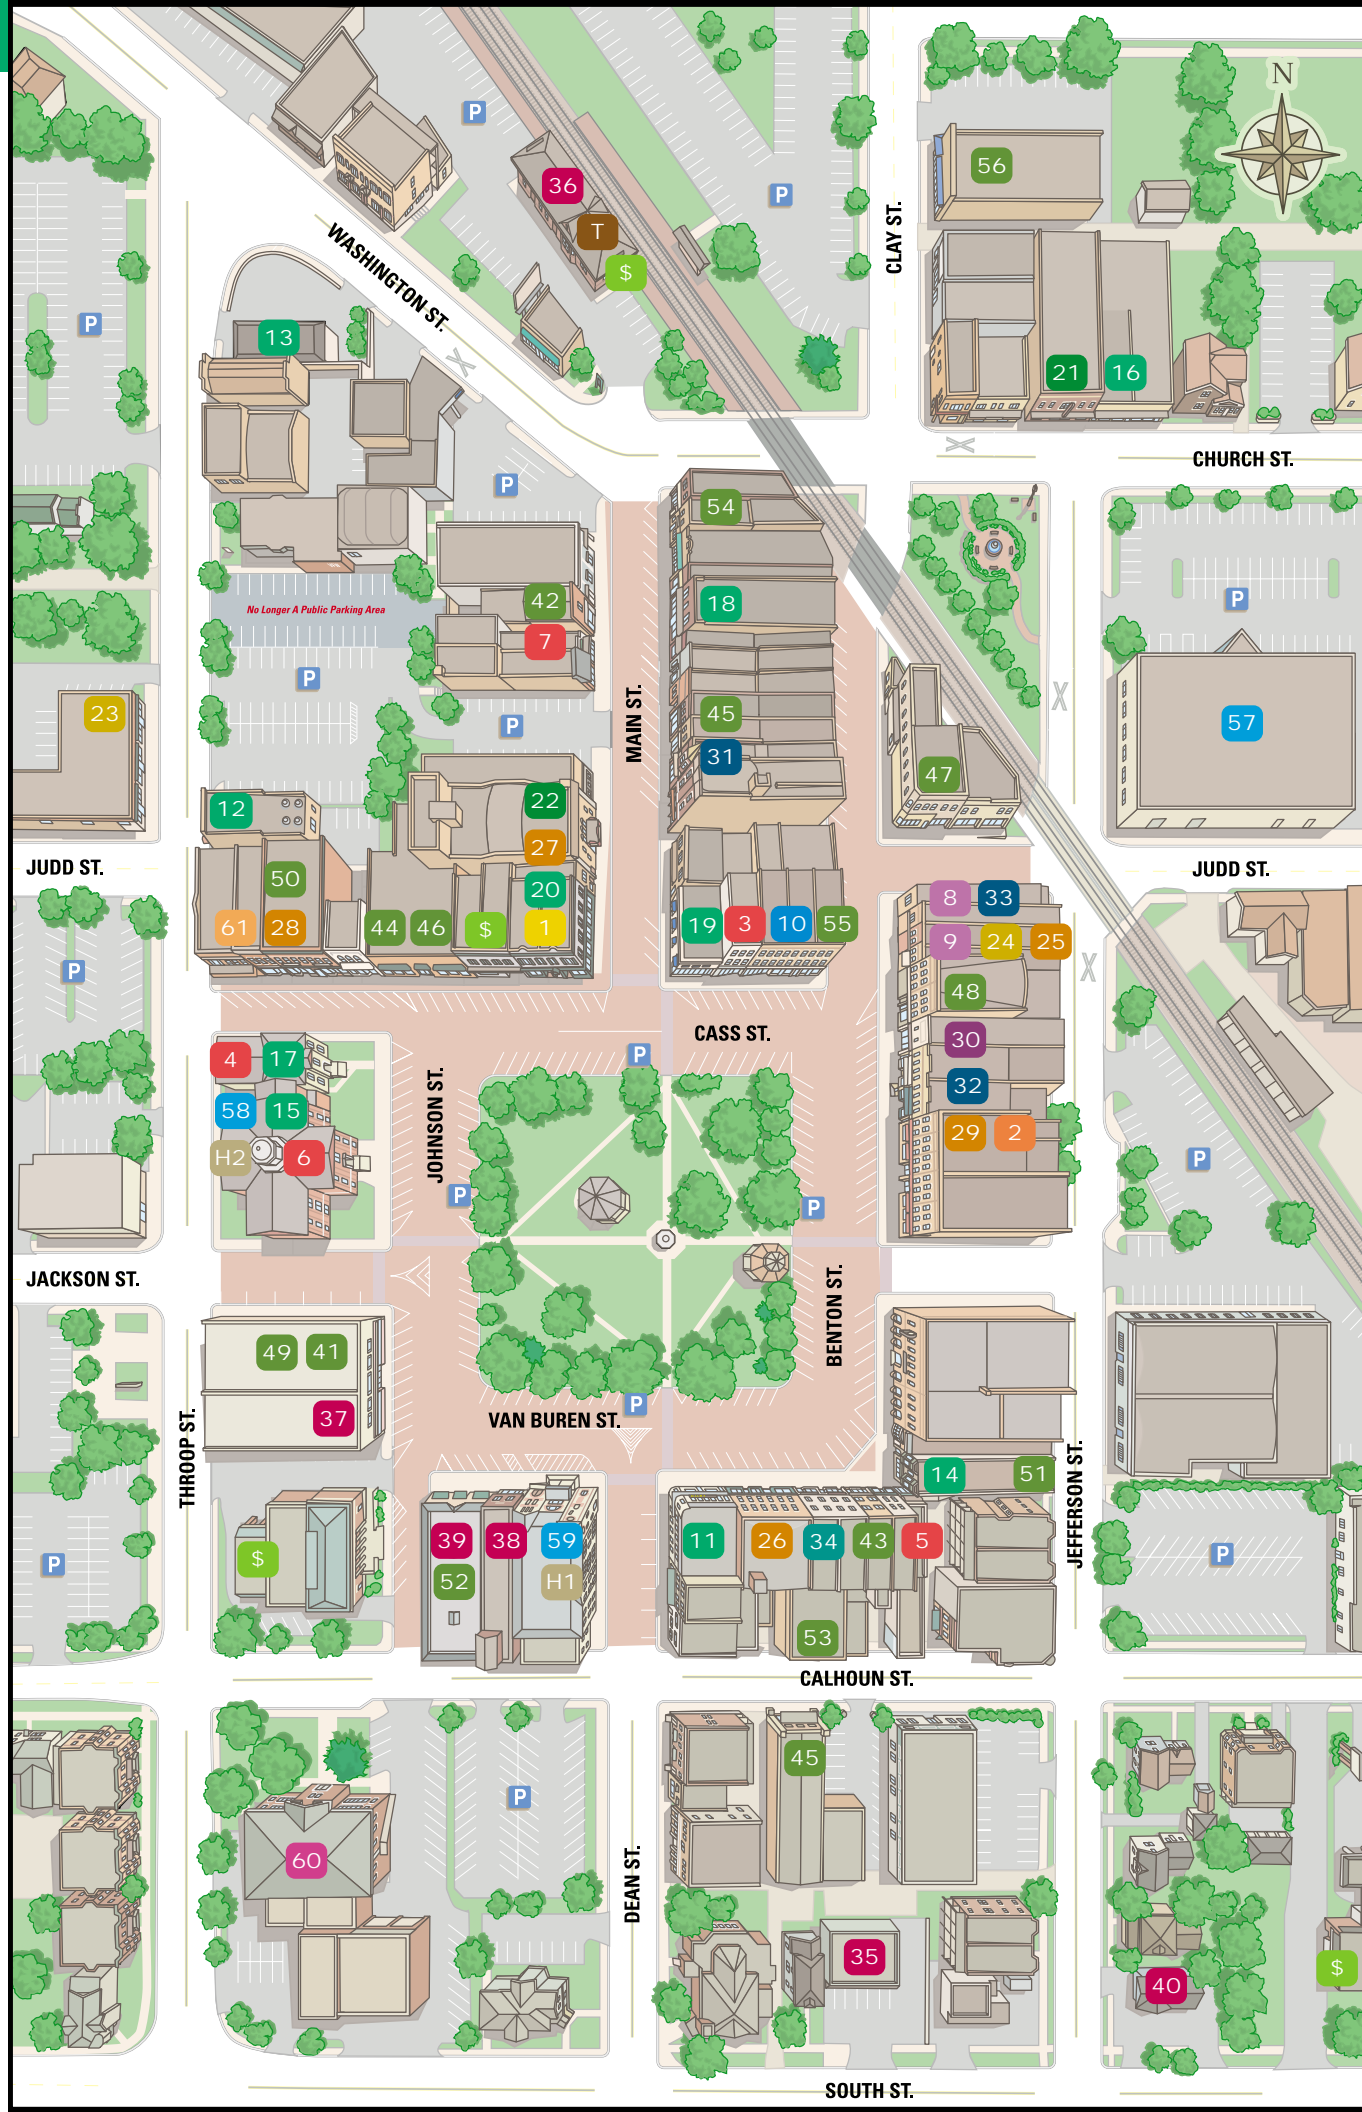 N
P
36
P
56
T
CLAY ST.
WASHINGTON ST.
$
P
13
21
16
CHURCH ST.
P
54
42
18
P
No Longer A Public Parking Area
7
P
23
45
57
MAIN ST.
P
31
47
12
22
27
JUDD ST.
JUDD ST.
50
20
8
33
61
28
44
46
$
1
19
3
10
55
9
24
25
P
48
CASS ST.
30
4
17
P
32
58
15
JOHNSON ST.
29
2
H2
6
P
P
P
JACKSON ST.
BENTON ST.
49
41
P
37
VAN BUREN ST.
THROOP ST.
14
51
JEFFERSON ST.
39
38
59
11
26
34
43
5
P
$
P
52
H1
53
CALHOUN ST.
45
P
60
DEAN ST.
35
$
40
SOUTH ST.